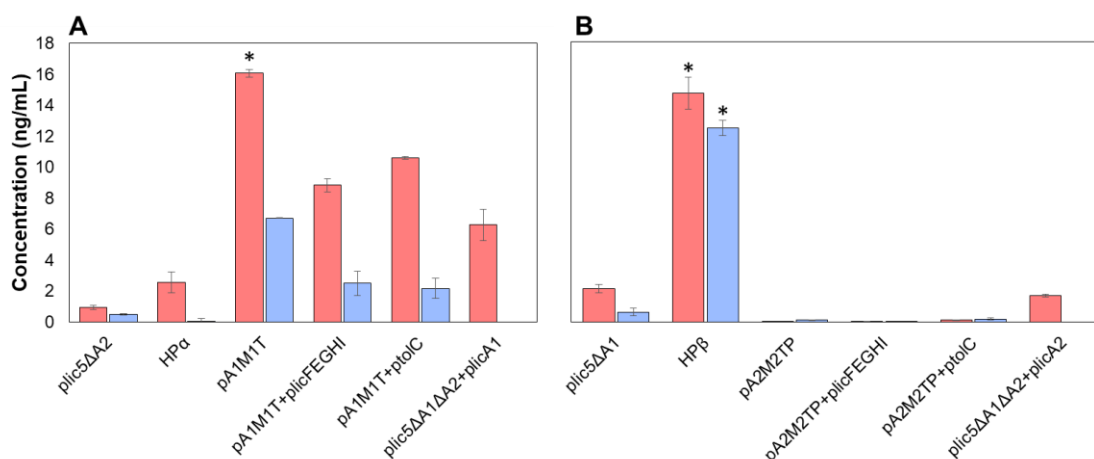 A
B
Concentration (ng/mL)
18
16
14
12
10
8
6
4
2
0
*
*
*
plic5ΔA2
HPα
pA1M1T
pA1M1T+plicFEGHI
pA1M1T+ptolC
plic5ΔA1ΔA2+plicA1
plic5ΔA1
HPβ
pA2M2TP
pA2M2TP+plicFEGHI
pA2M2TP+ptolC
plic5ΔA1ΔA2+plicA2